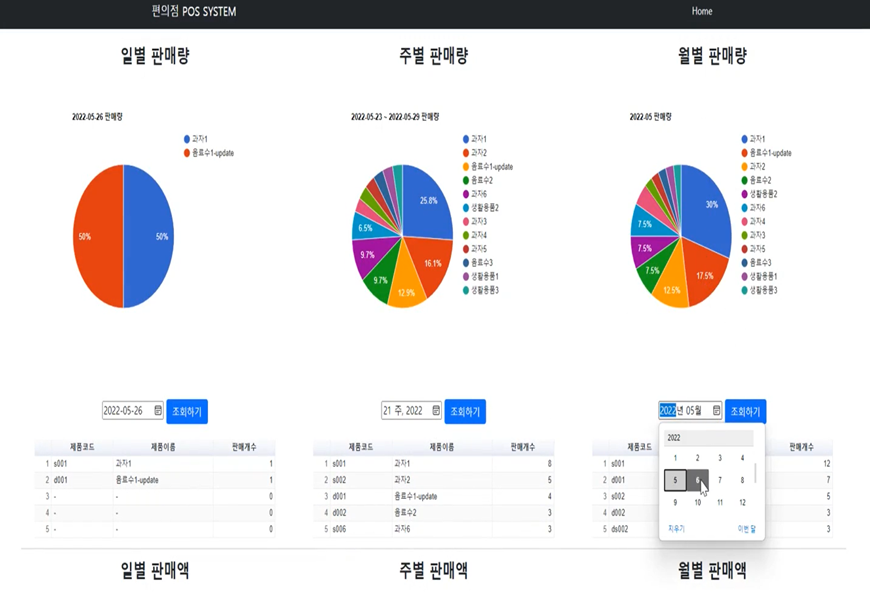 편의점 POS SYSTEM
Home
일별 판매량
주별 판매량
월별 판매량
2022-05-26 판매량
과자1
음료수1-update
50%
50%
2022-05-23 ~ 2022-05-29 판매량
과자1
과자2
음료수1-update
음료수2
과자6
생활용품2
과자3
과자4
과자5
음료수3
생활용품1
생활용품3
25.8%
16.1%
12.9%
9.7%
9.7%
6.5%
2022-05 판매량
과자1
음료수1-update
과자2
음료수2
생활용품2
과자6
과자4
과자3
과자5
음료수3
생활용품1
생활용품3
30%
17.5%
12.5%
7.5%
7.5%
7.5%
2022-05-26
조회하기
21 주, 2022
조회하기
2022년 05월
조회하기
제품코드 제품이름 판매개수
1 s001 과자1 1
2 d001 음료수1-update 1
3 - - 0
4 - - 0
5 - - 0
제품코드 제품이름 판매개수
1 s001 과자1 8
2 s002 과자2 5
3 d001 음료수1-update 4
4 d002 음료수2 3
5 s006 과자6 3
제품코드 판매개수
1 s001 12
2 d001 7
3 s002 5
4 d002 3
5 ds002 3
2022
1 2 3 4
5 6 7 8
9 10 11 12
지우기 이번 달
일별 판매액
주별 판매액
월별 판매액